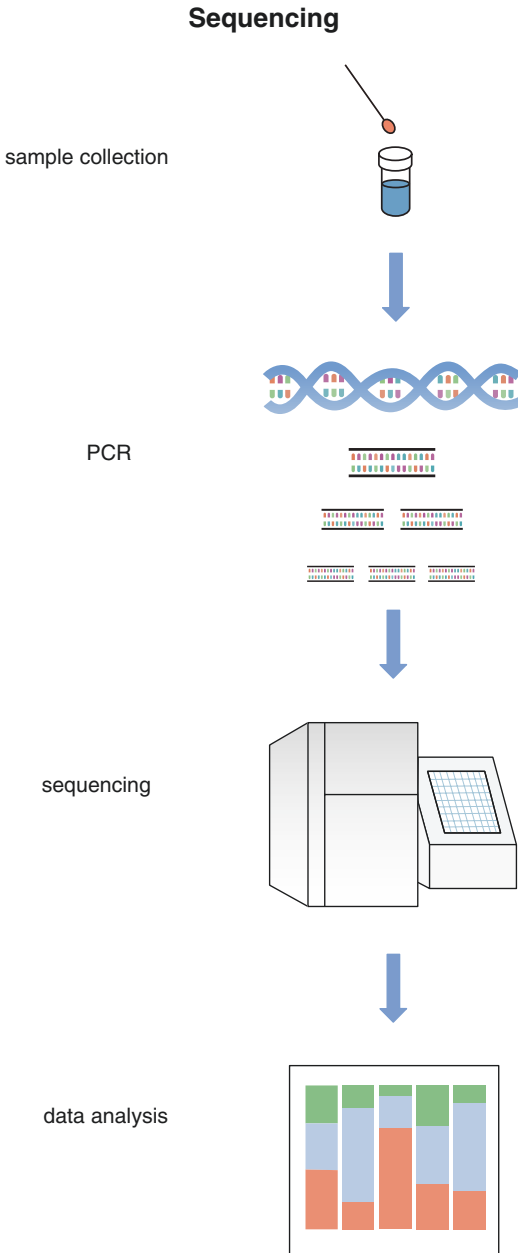 Sequencing
sample collection
PCR
sequencing
data analysis